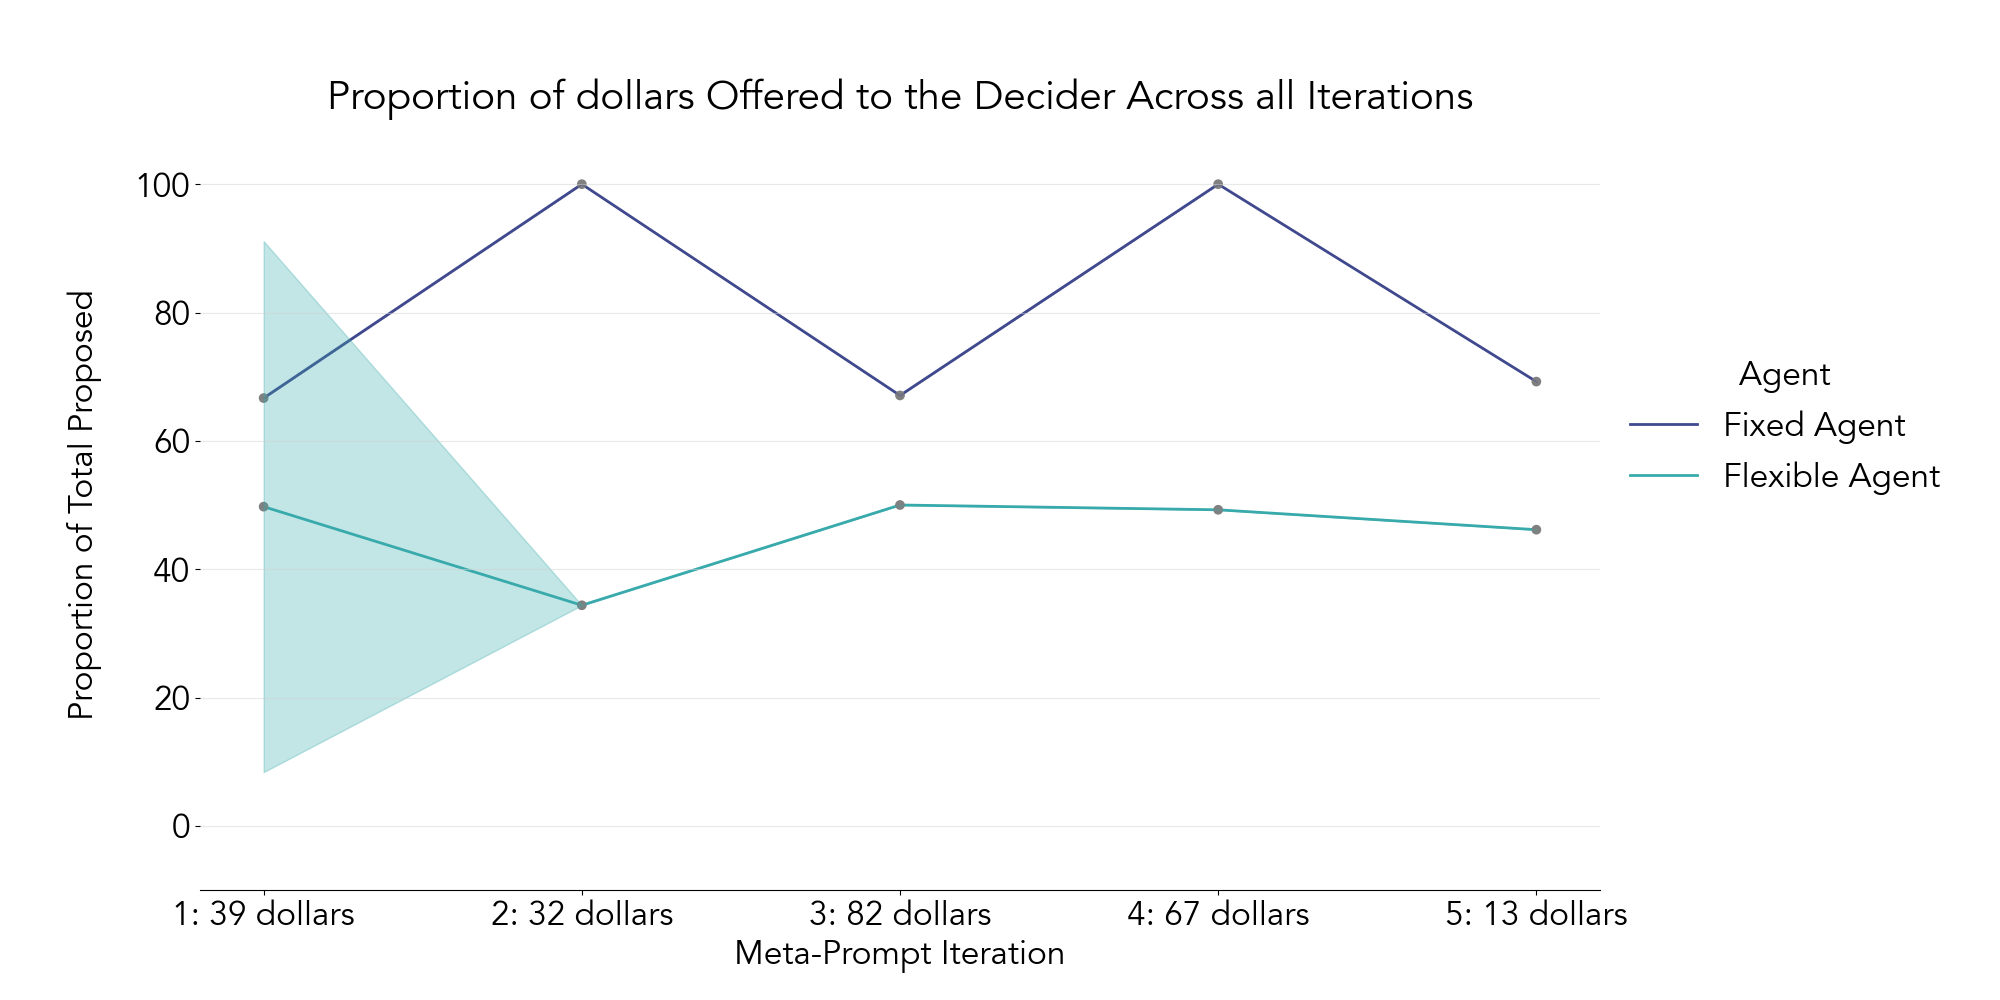 Proportion of dollars Offered to the Decider Across all Iterations
100
80
60
40
20
0
Proportion of Total Proposed
1: 39 dollars
2: 32 dollars
3: 82 dollars
4: 67 dollars
5: 13 dollars
Meta-Prompt Iteration
Agent
Fixed Agent
Flexible Agent